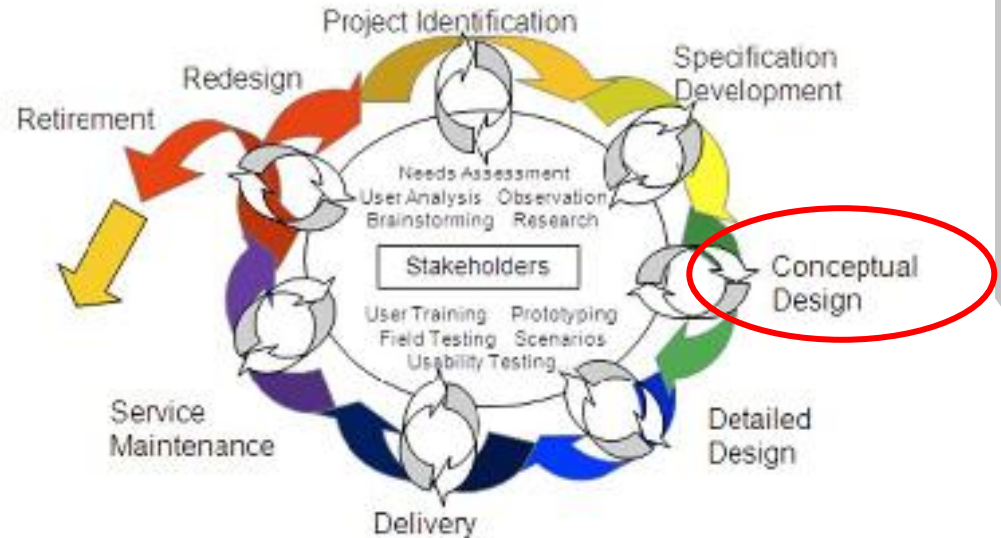 Project Identification
Specification
Development
Redesign
Retirement
Needs Assessment
User Analysis Observation
Brainstorming Research
Stakeholders
Conceptual
Design
User Training Prototyping
Field Testing Scenarios
Usability Testing
Service
Maintenance
Detailed
Design
Delivery